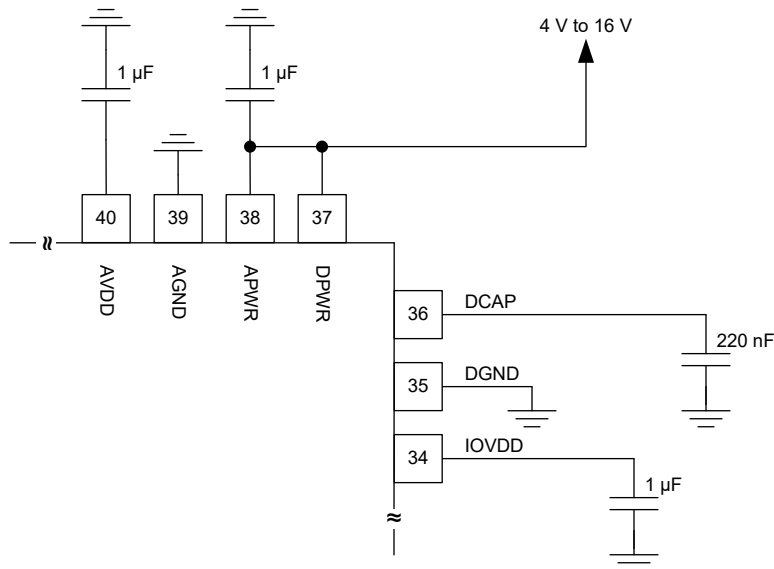 4 V to 16 V
1 µF
1 µF
40
39
38
37
AVDD
AGND
APWR
DPWR
36
DCAP
220 nF
35
DGND
34
IOVDD
1 µF